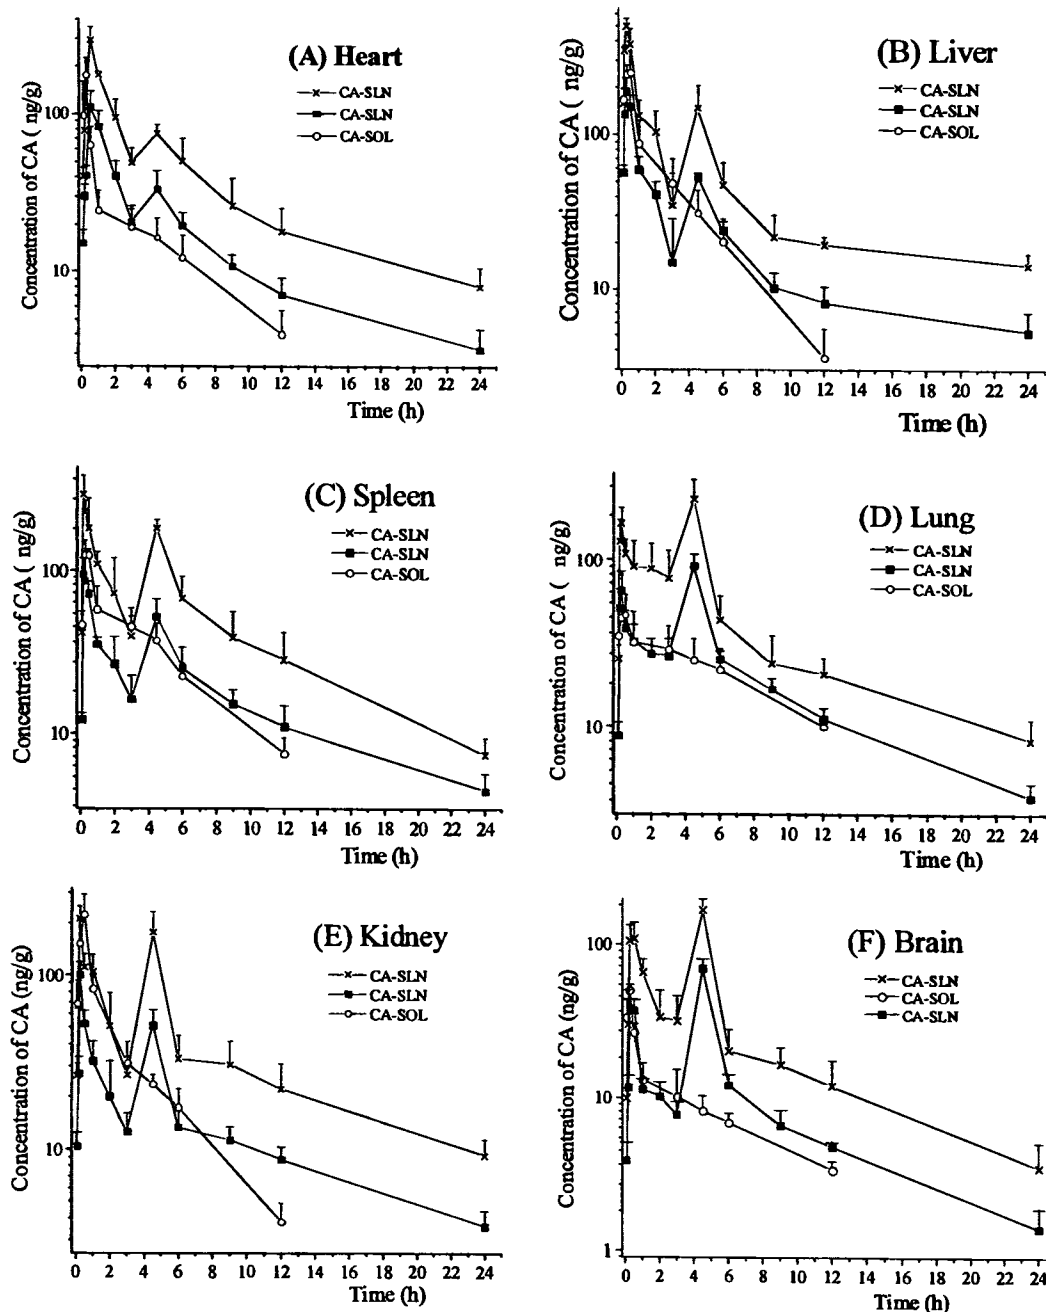 (A) Heart
CA-SLN
CA-SLN
CA-SOL
Concentration of CA ( ng/g)
100
10
0 2 4 6 8 10 12 14 16 18 20 22 24
Time (h)
(B) Liver
CA-SLN
CA-SLN
CA-SOL
Concentration of CA ( ng/g)
100
10
0 2 4 6 8 10 12 14 16 18 20 22 24
Time (h)
(C) Spleen
CA-SLN
CA-SLN
CA-SOL
Concentration of CA ( ng/g)
100
10
0 2 4 6 8 10 12 14 16 18 20 22 24
Time (h)
(D) Lung
CA-SLN
CA-SLN
CA-SOL
Concentration of CA ( ng/g)
100
10
0 2 4 6 8 10 12 14 16 18 20 22 24
Time (h)
(E) Kidney
CA-SLN
CA-SLN
CA-SOL
Concentration of CA (ng/g)
100
10
0 2 4 6 8 10 12 14 16 18 20 22 24
Time (h)
(F) Brain
CA-SLN
CA-SOL
CA-SLN
Concentration of CA (ng/g)
100
10
1
0 2 4 6 8 10 12 14 16 18 20 22 24
Time (h)